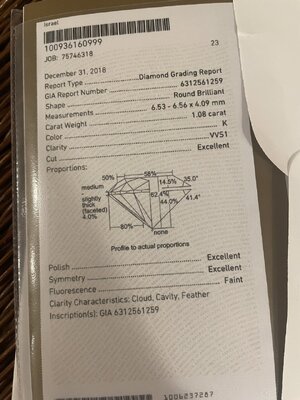 Israel
100936160999
JOB: 75746318
23
December 31, 2018
Report Type Diamond Grading Report
GIA Report Number 6312561259
Shape Round Brilliant
Measurements 6.53 - 6.56 x 4.09 mm
Carat Weight 1.08 carat
Color K
Clarity VVS1
Cut Excellent
Proportions:
50% 56%
medium 14.5% 35.0°
slightly thick (faceted) 4.0%
62.4% 44.0% 41.4°
80%
none
Profile to actual proportions
Polish Excellent
Symmetry Excellent
Fluorescence Faint
Clarity Characteristics: Cloud, Cavity, Feather
Inscription(s): GIA 6312561259